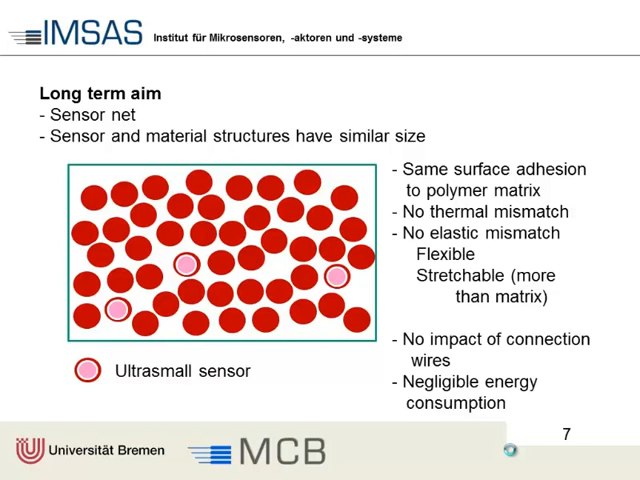 IMSAS Institut für Mikrosensoren, -aktoren und -systeme
Long term aim
- Sensor net
- Sensor and material structures have similar size
- Same surface adhesion
to polymer matrix
- No thermal mismatch
- No elastic mismatch
Flexible
Stretchable (more
than matrix)
- No impact of connection
wires
- Negligible energy
consumption
Ultrasmall sensor
7
Universität Bremen
MCB